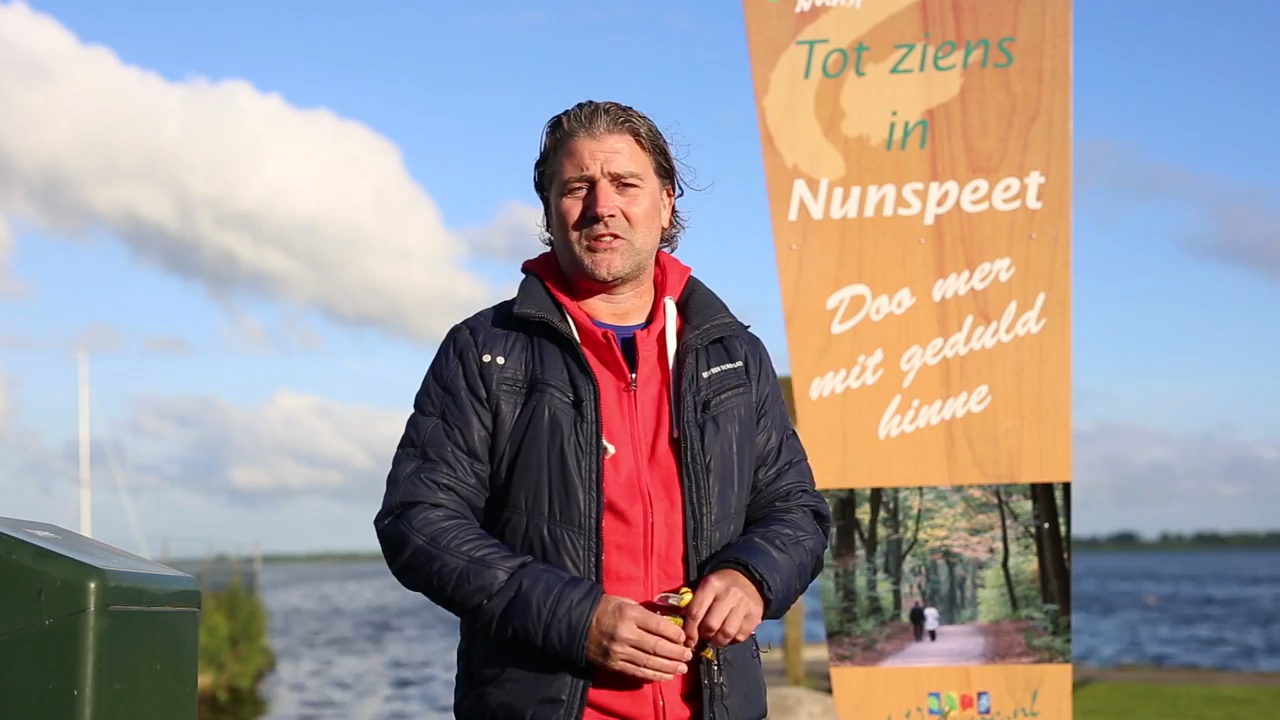 Tot ziens
in
Nunspeet
Doo mer
mit geduld
hinne